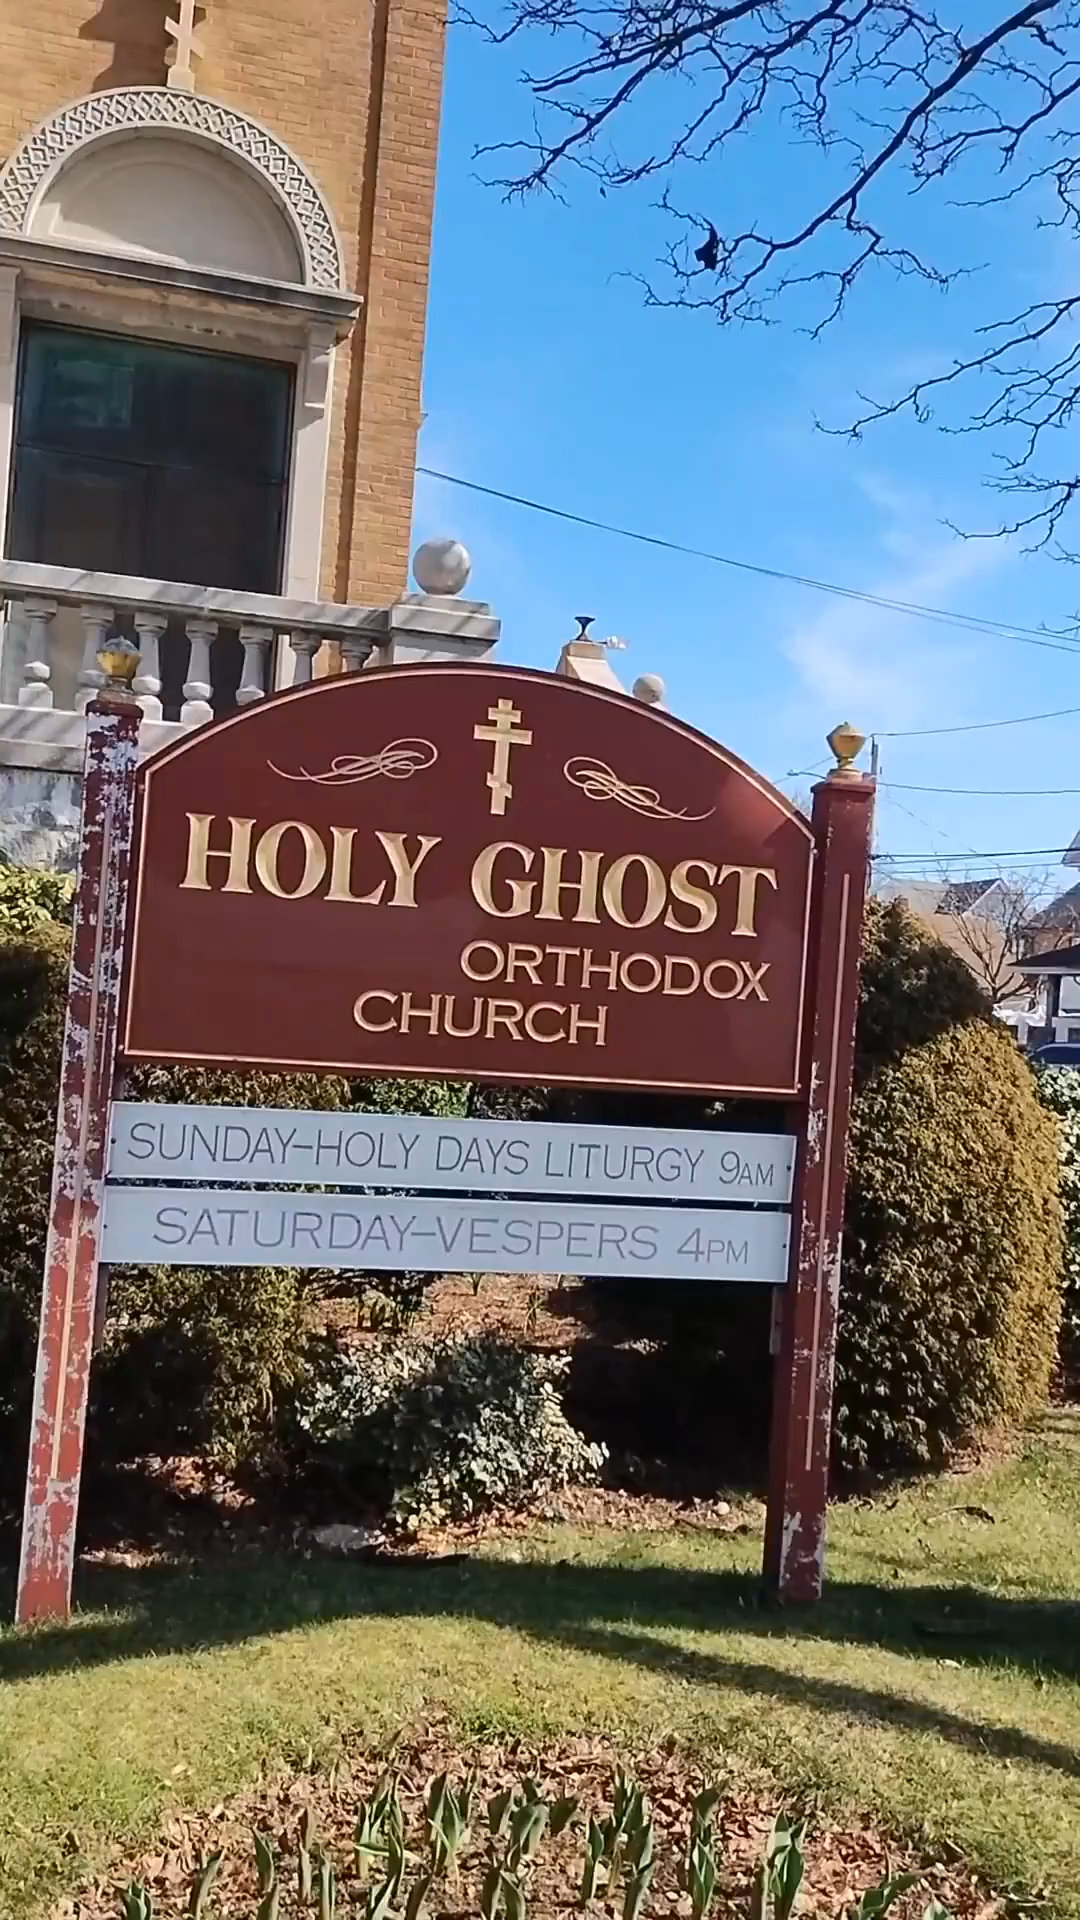 HOLY GHOST
ORTHODOX
CHURCH
SUNDAY–HOLY DAYS LITURGY 9AM
SATURDAY–VESPERS 4PM